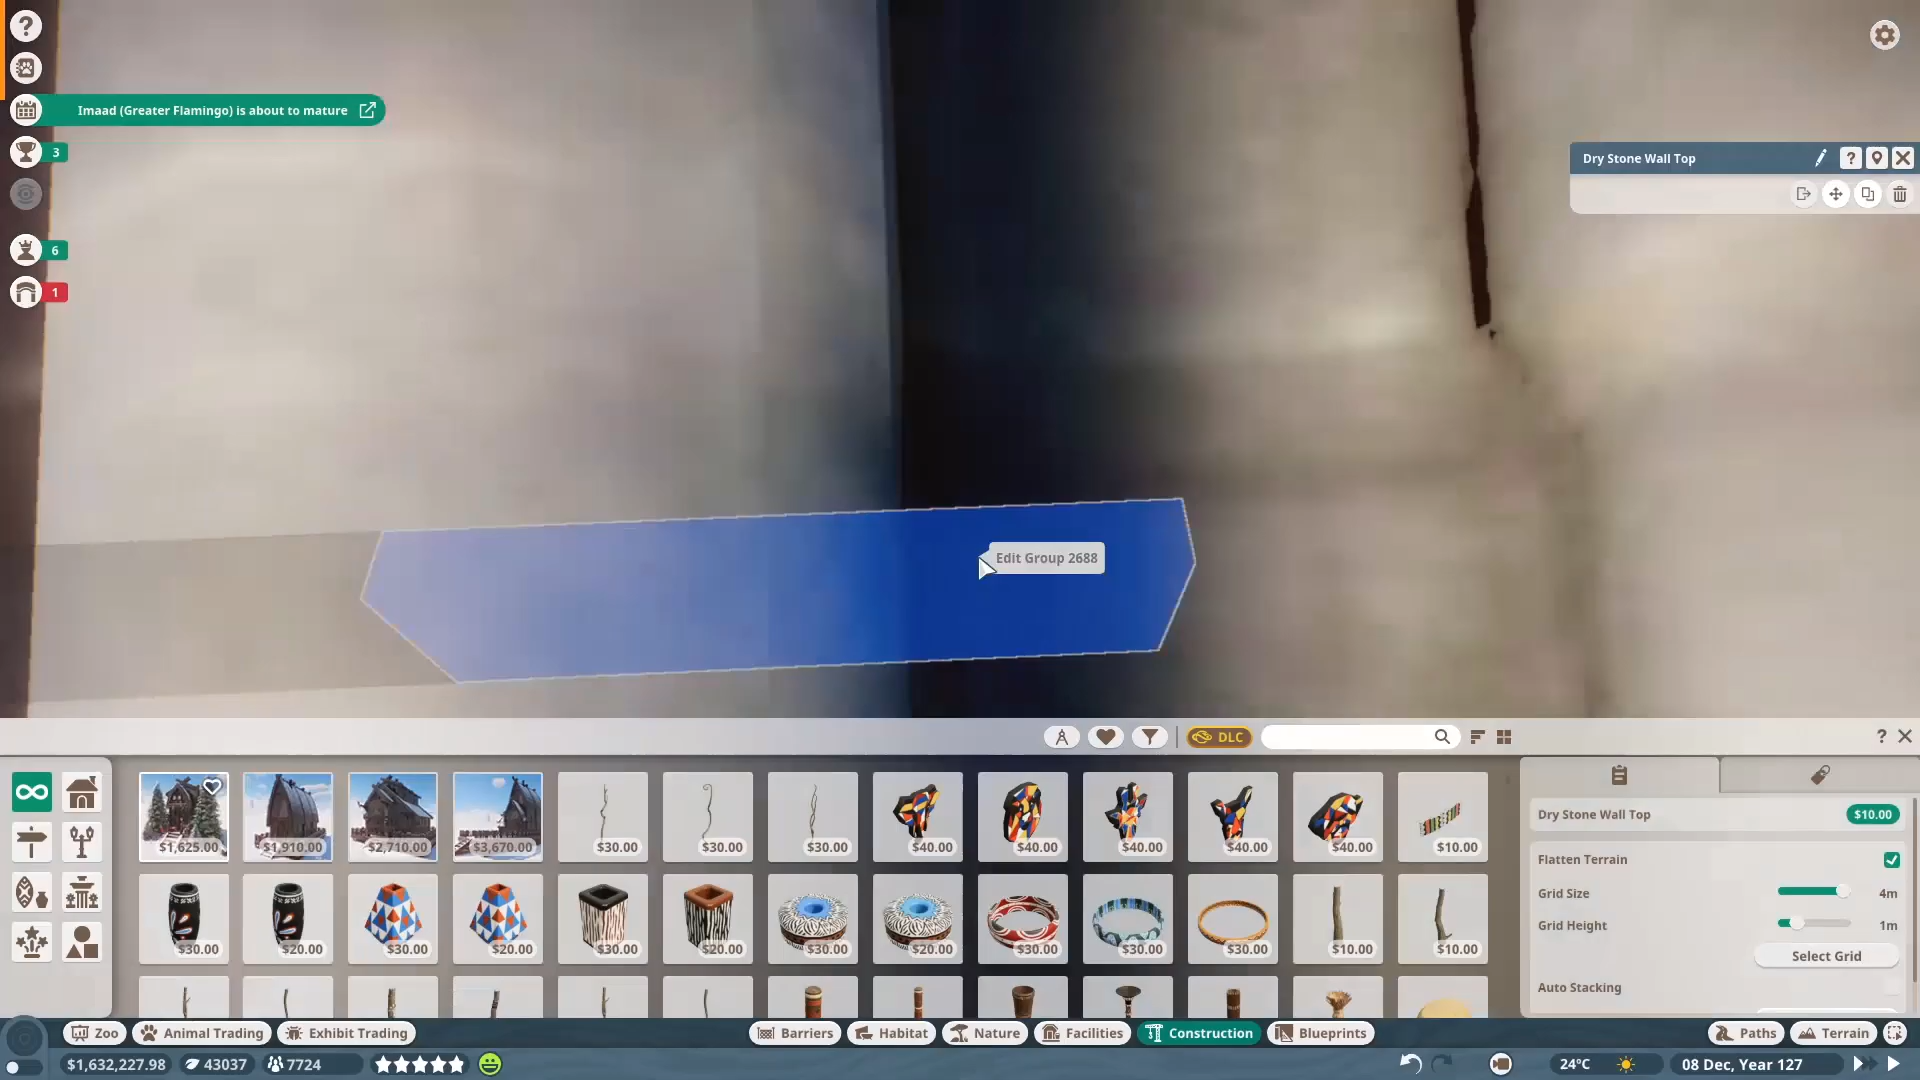 ?
Imaad (Greater Flamingo) is about to mature
3
6
1
Dry Stone Wall Top
?
Edit Group 2688
DLC
?
$1,625.00
$1,910.00
$2,710.00
$3,670.00
$30.00
$30.00
$30.00
$40.00
$40.00
$40.00
$40.00
$40.00
$10.00
$30.00
$20.00
$30.00
$20.00
$30.00
$20.00
$30.00
$20.00
$30.00
$30.00
$30.00
$10.00
$10.00
Dry Stone Wall Top
$10.00
Flatten Terrain
Grid Size
4m
Grid Height
1m
Select Grid
Auto Stacking
Zoo
Animal Trading
Exhibit Trading
Barriers
Habitat
Nature
Facilities
Construction
Blueprints
Paths
Terrain
$1,632,227.98
43037
7724
24°C
08 Dec, Year 127